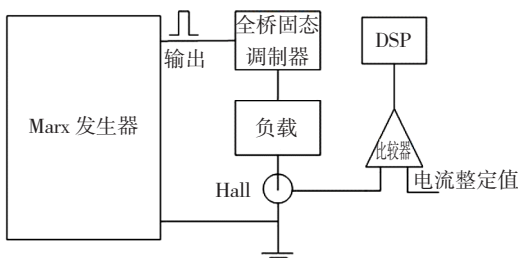 全桥固态
调制器
DSP
输出
Marx 发生器
负载
比较器
Hall
电流整定值